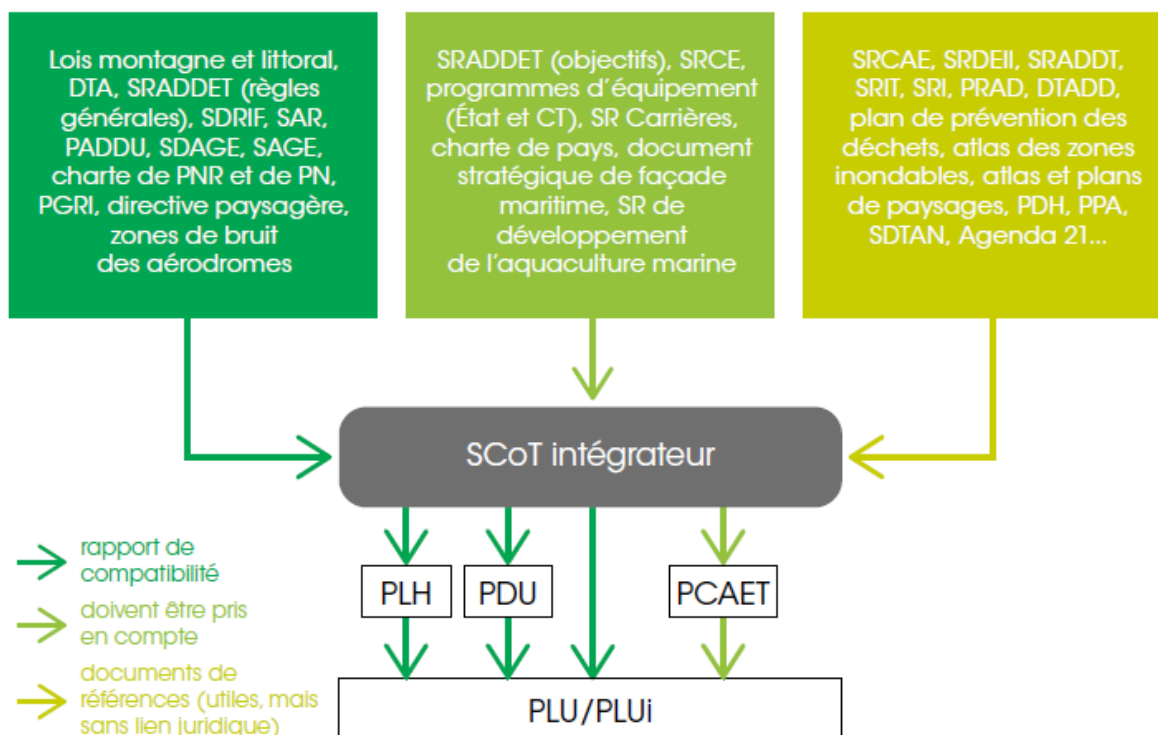 Lois montagne et littoral,
DTA, SRADDET (règles
générales), SDRIF, SAR,
PADDU, SDAGE, SAGE,
charte de PNR et de PN,
PGRI, directive paysagère,
zones de bruit
des aérodromes
SRADDET (objectifs), SRCE,
programmes d'équipement
(État et CT), SR Carrières,
charte de pays, document
stratégique de façade
maritime, SR de
développement
de l'aquaculture marine
SRCAE, SRDEII, SRADDT,
SRIT, SRI, PRAD, DTADD,
plan de prévention des
déchets, atlas des zones
inondables, atlas et plans
de paysages, PDH, PPA,
SDTAN, Agenda 21...
SCoT intégrateur
rapport de
compatibilité
doivent être pris
en compte
documents de
références (utiles, mais
sans lien juridique)
PLH
PDU
PCAET
PLU/PLUi